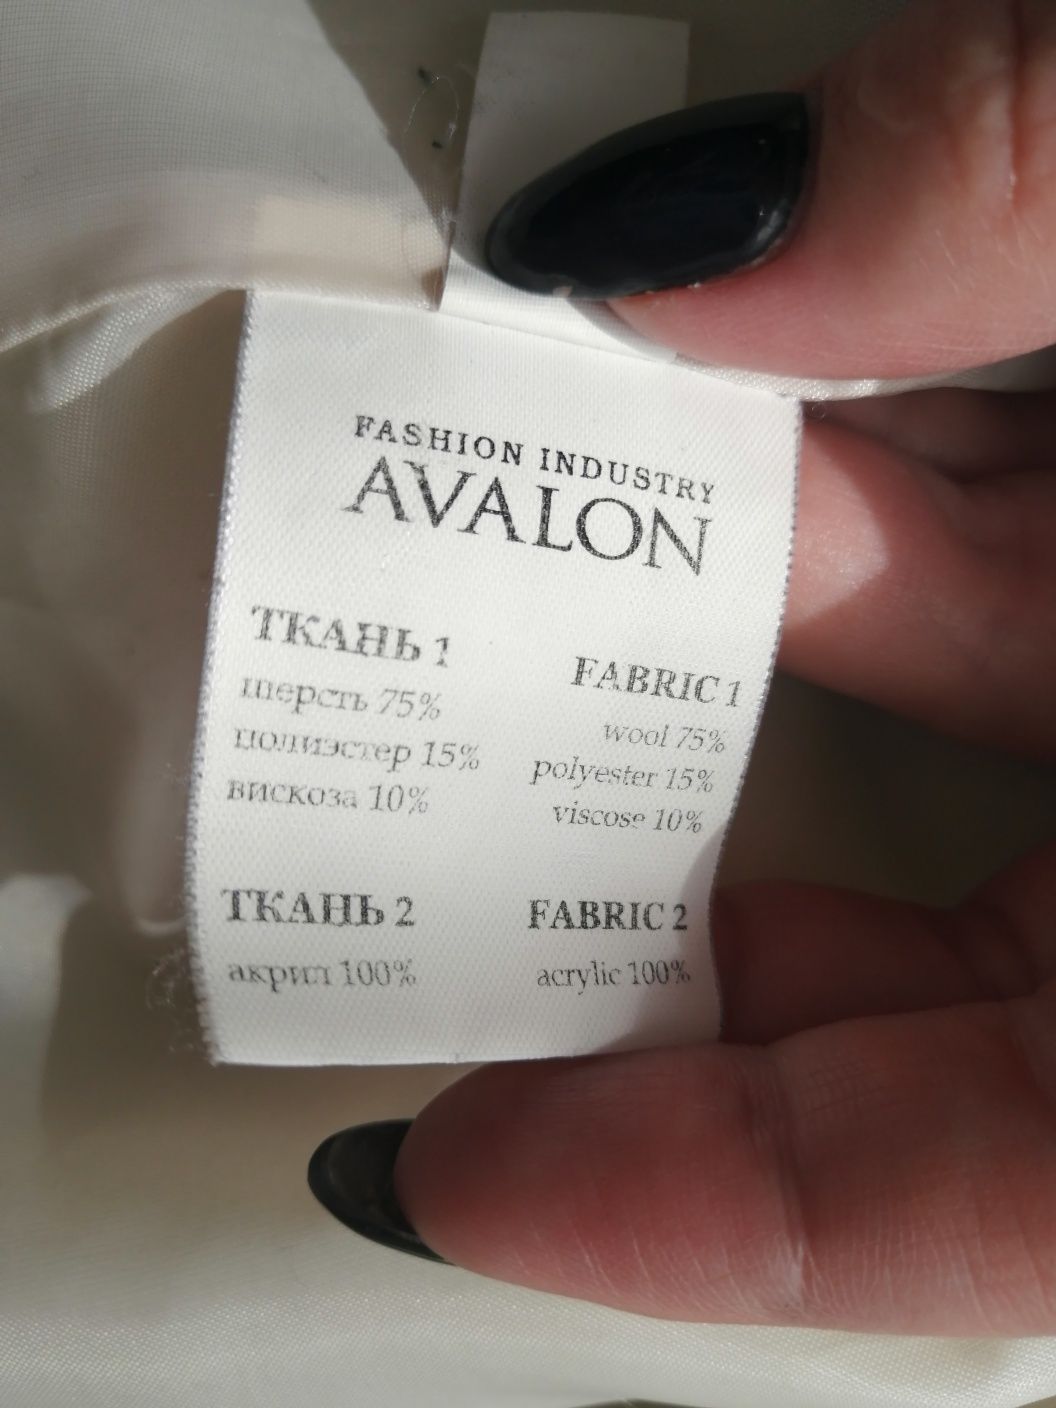 FASHION INDUSTRY
AVALON
ТКАНЬ 1
шерсть 75%
полиэстер 15%
вискоза 10%
FABRIC 1
wool 75%
polyester 15%
viscose 10%
ТКАНЬ 2
акрил 100%
FABRIC 2
acrylic 100%